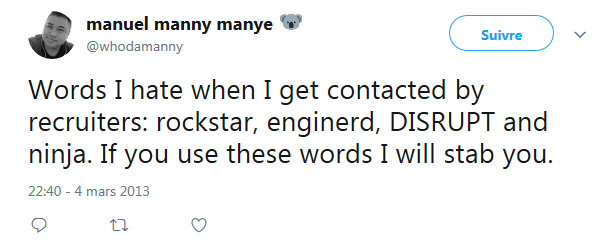 manuel manny manye 🐨
@whodamanny
Suivre
Words I hate when I get contacted by
recruiters: rockstar, enginerd, DISRUPT and
ninja. If you use these words I will stab you.
22:40 - 4 mars 2013